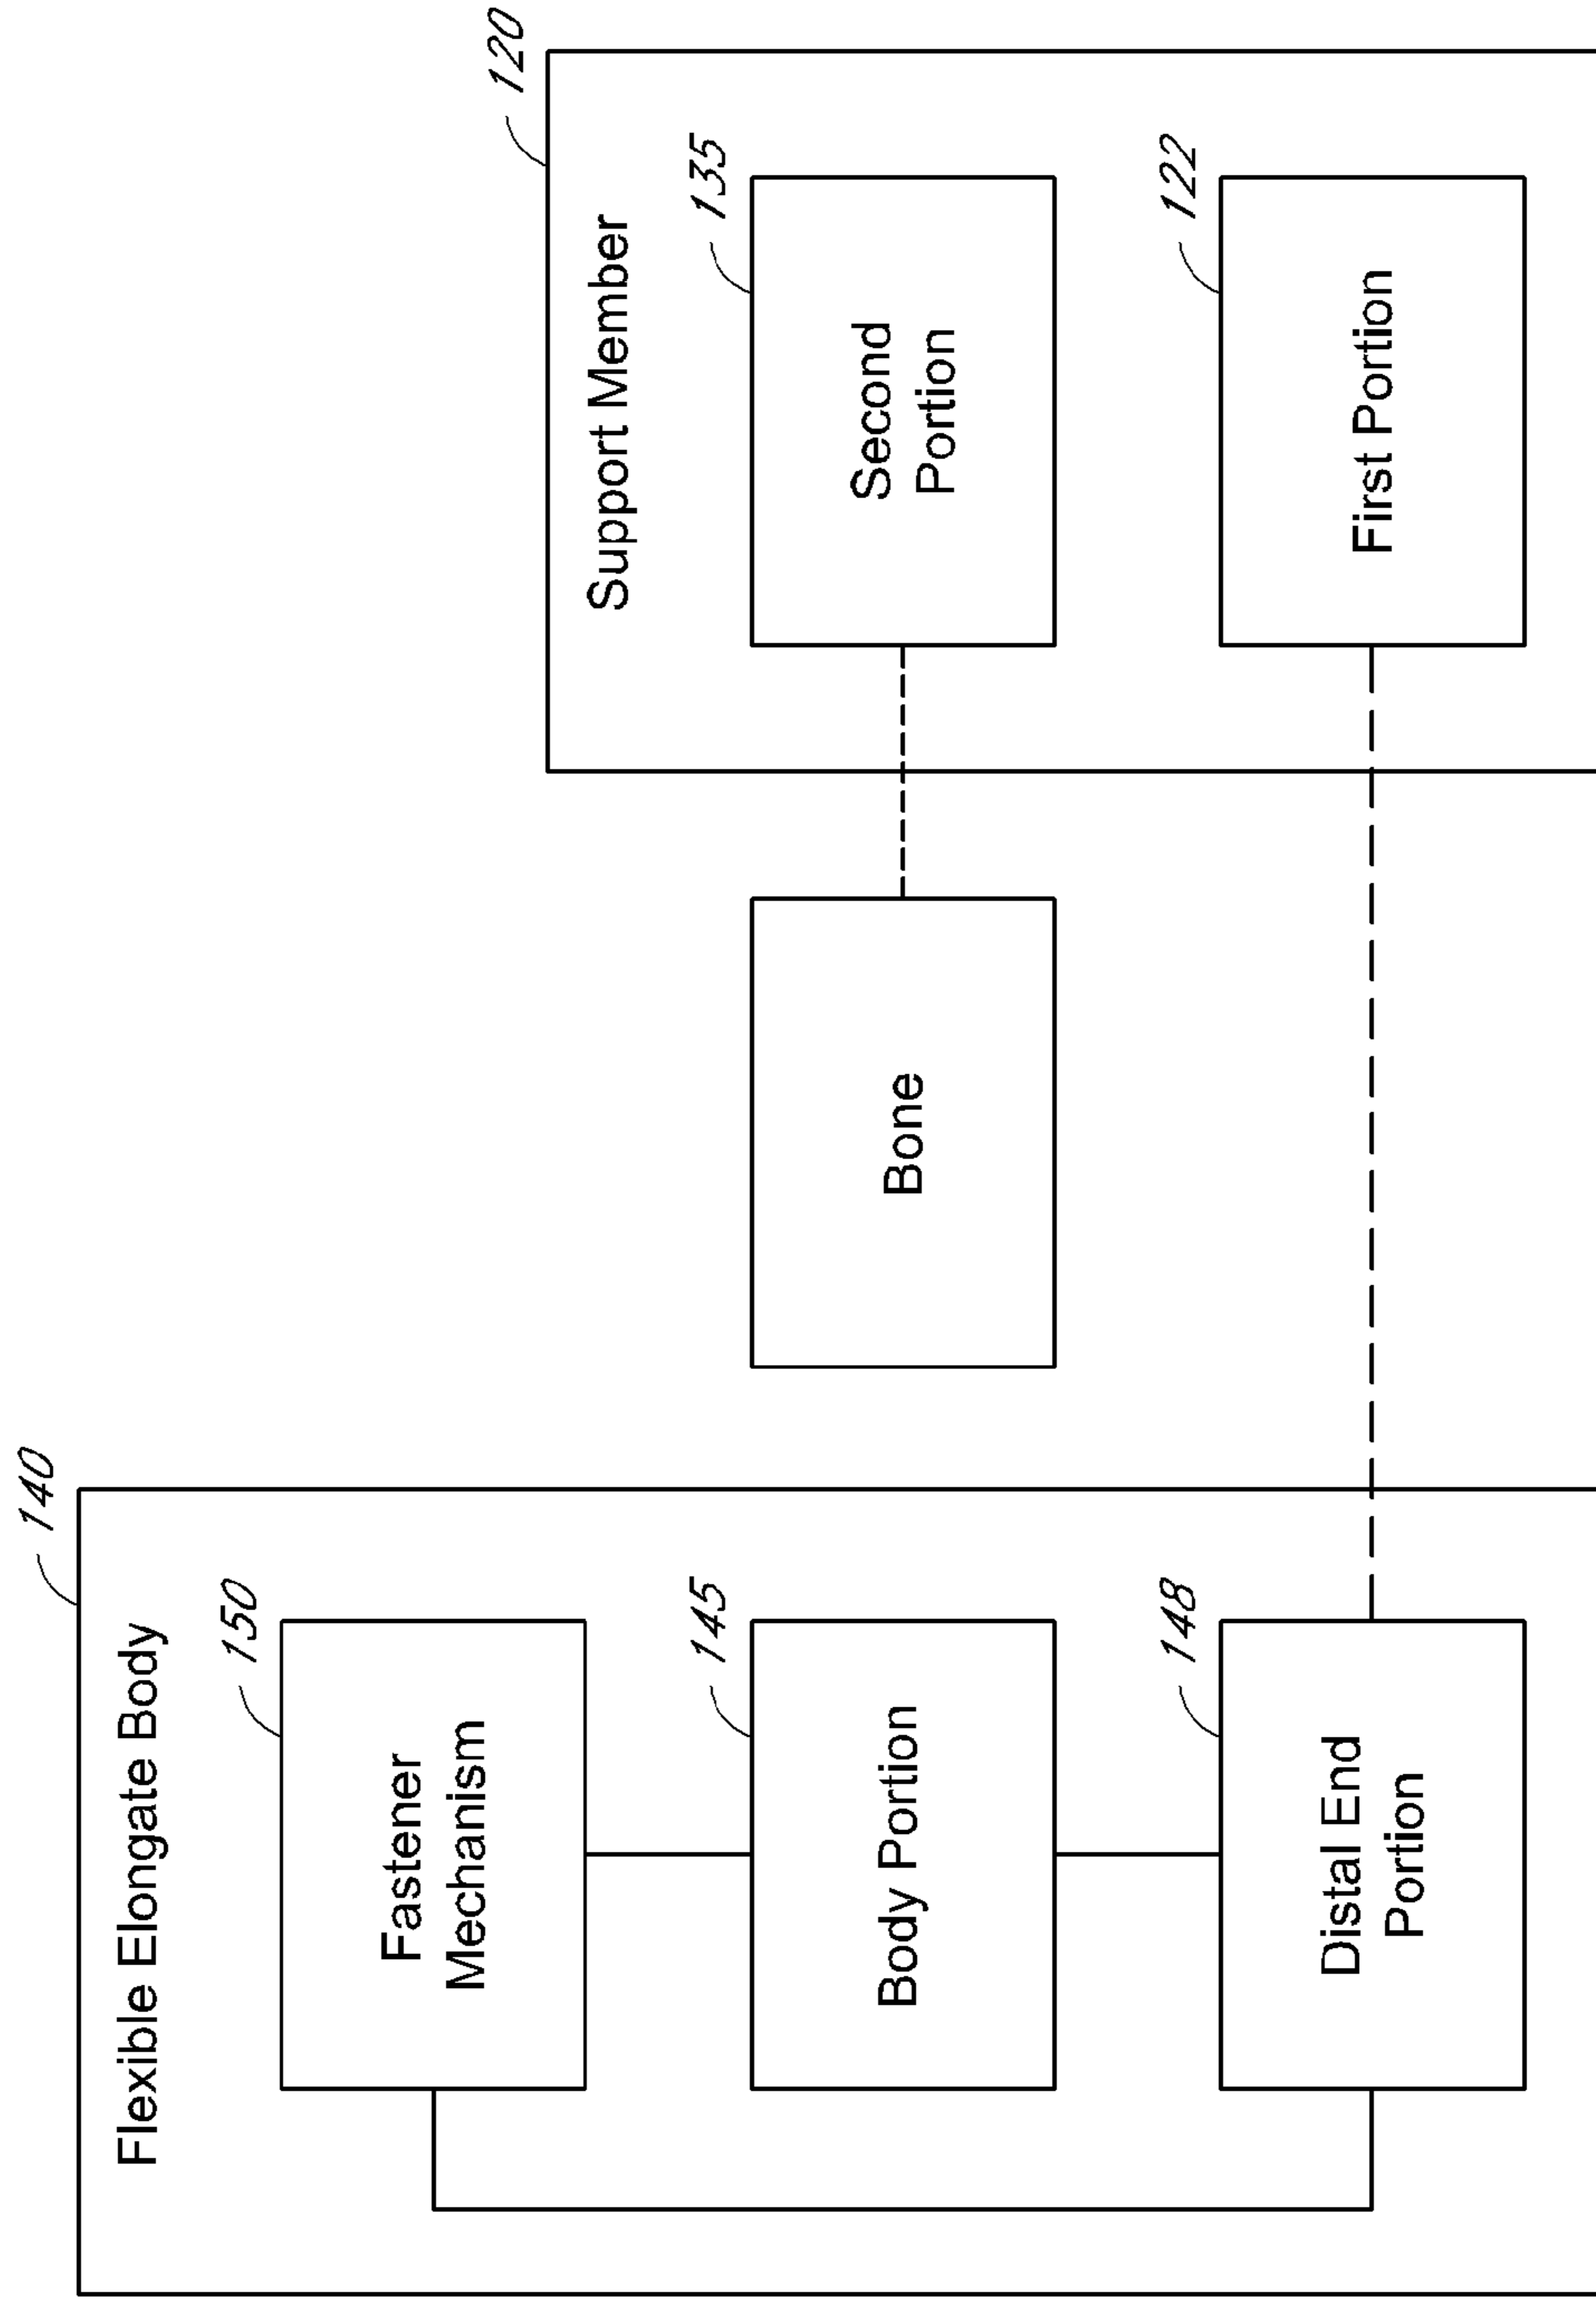 140
Flexible Elongate Body
150
Fastener
Mechanism
145
Body Portion
148
Distal End
Portion
Bone
120
Support Member
135
Second
Portion
122
First Portion